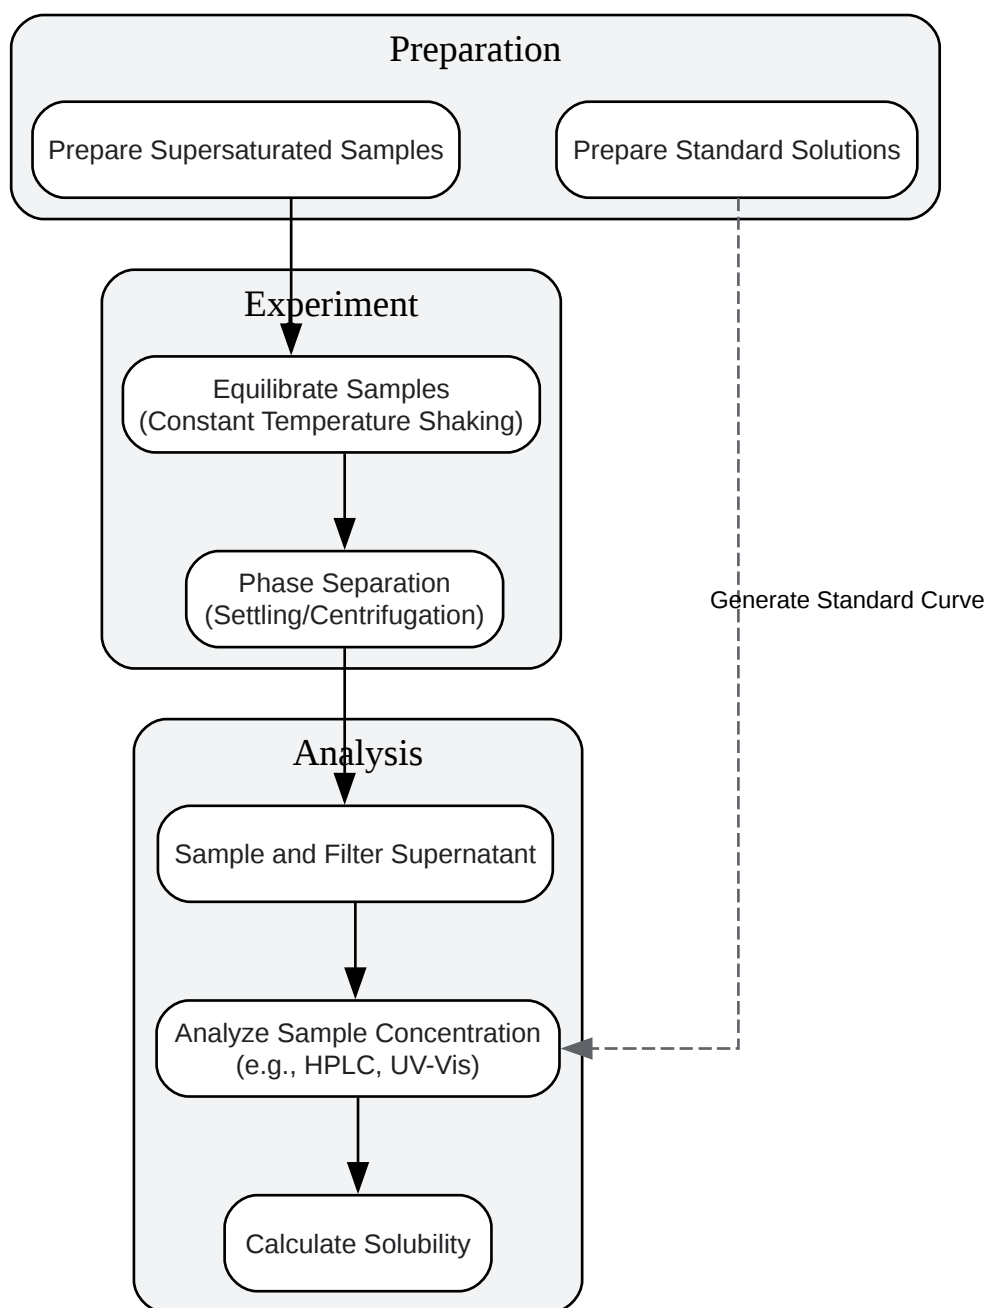 Preparation
Prepare Supersaturated Samples
Prepare Standard Solutions
Experiment
Equilibrate Samples
(Constant Temperature Shaking)
Phase Separation
(Settling/Centrifugation)
Generate Standard Curve
Analysis
Sample and Filter Supernatant
Analyze Sample Concentration
(e.g., HPLC, UV-Vis)
Calculate Solubility